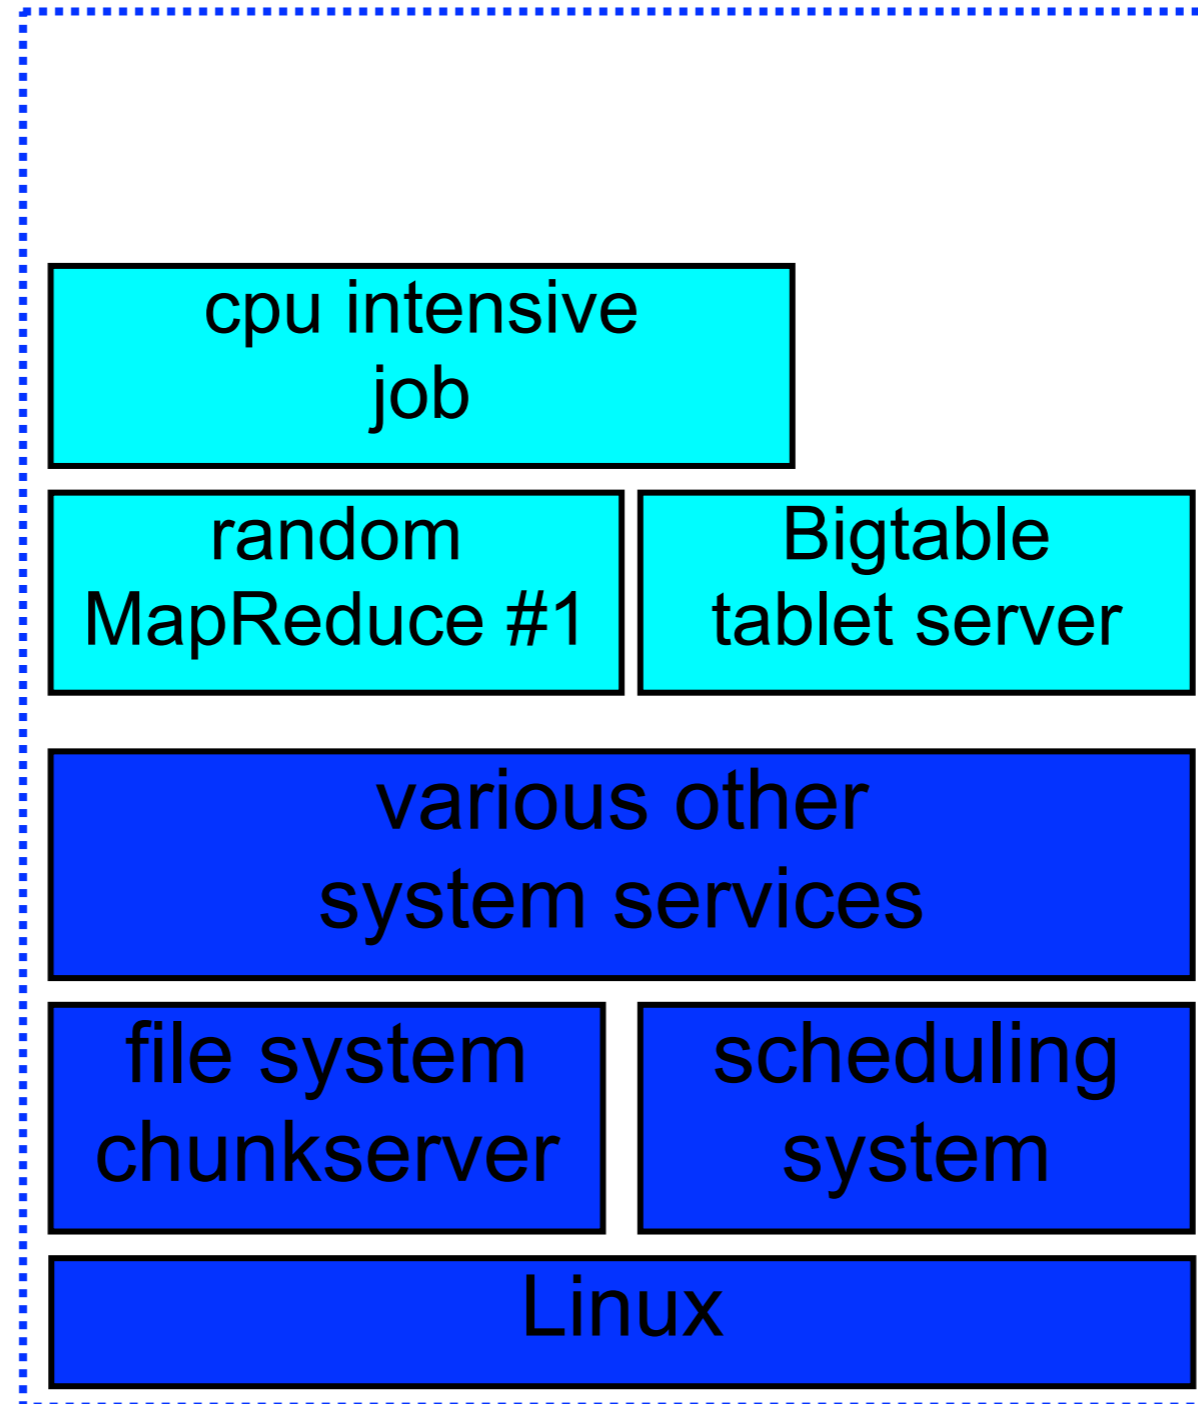 cpu intensive
job
random
MapReduce #1
Bigtable
tablet server
various other
system services
file system
chunkserver
scheduling
system
Linux